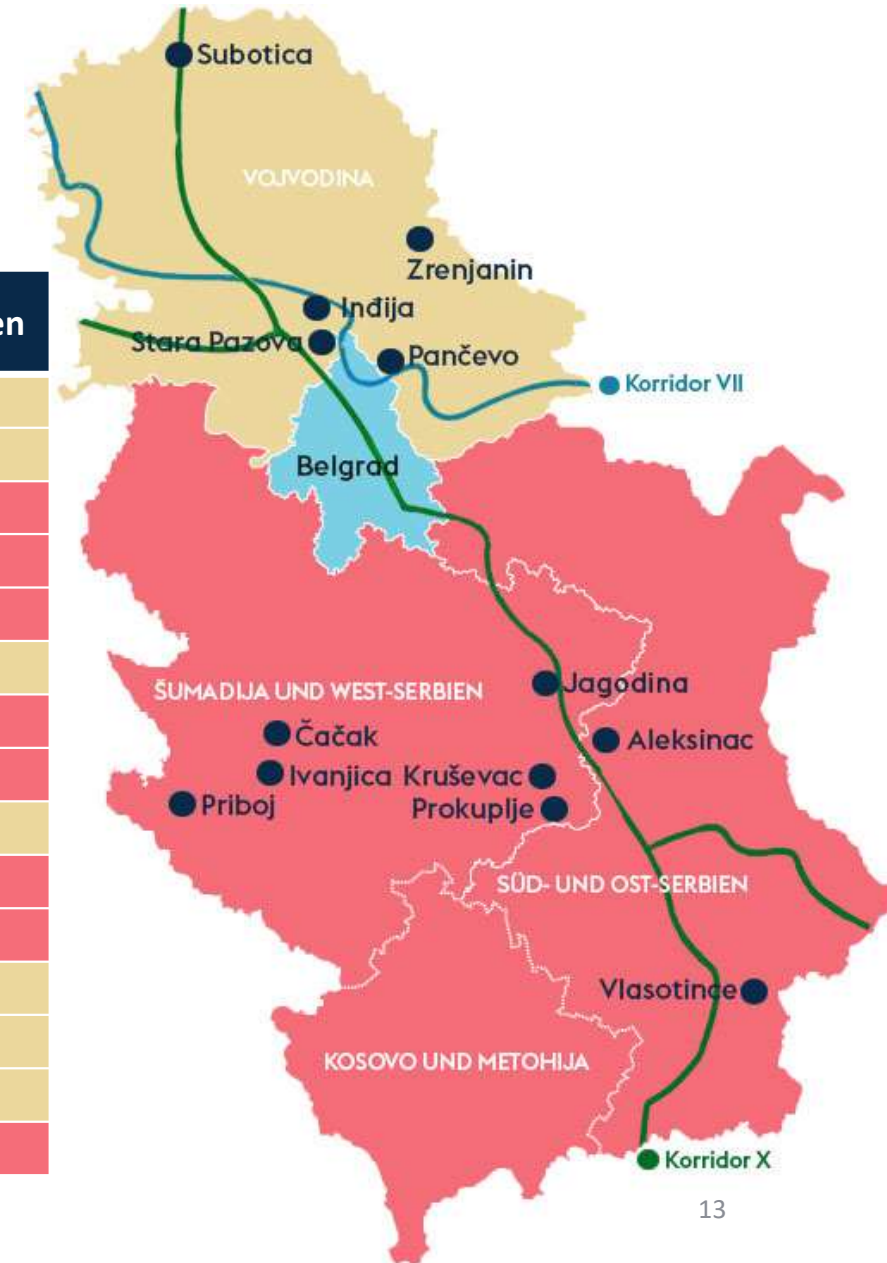 Subotica
VOJVODINA
Zrenjanin
Inđija
en
Stara Pazova
Pančevo
Korridor VII
Belgrad
Jagodina
ŠUMADIJA UND WEST-SERBIEN
Čačak
Aleksinac
Ivanjica
Kruševac
Priboj
Prokuplje
SÜD- UND OST-SERBIEN
Vlasotince
KOSOVO UND METOHIJA
Korridor X
13